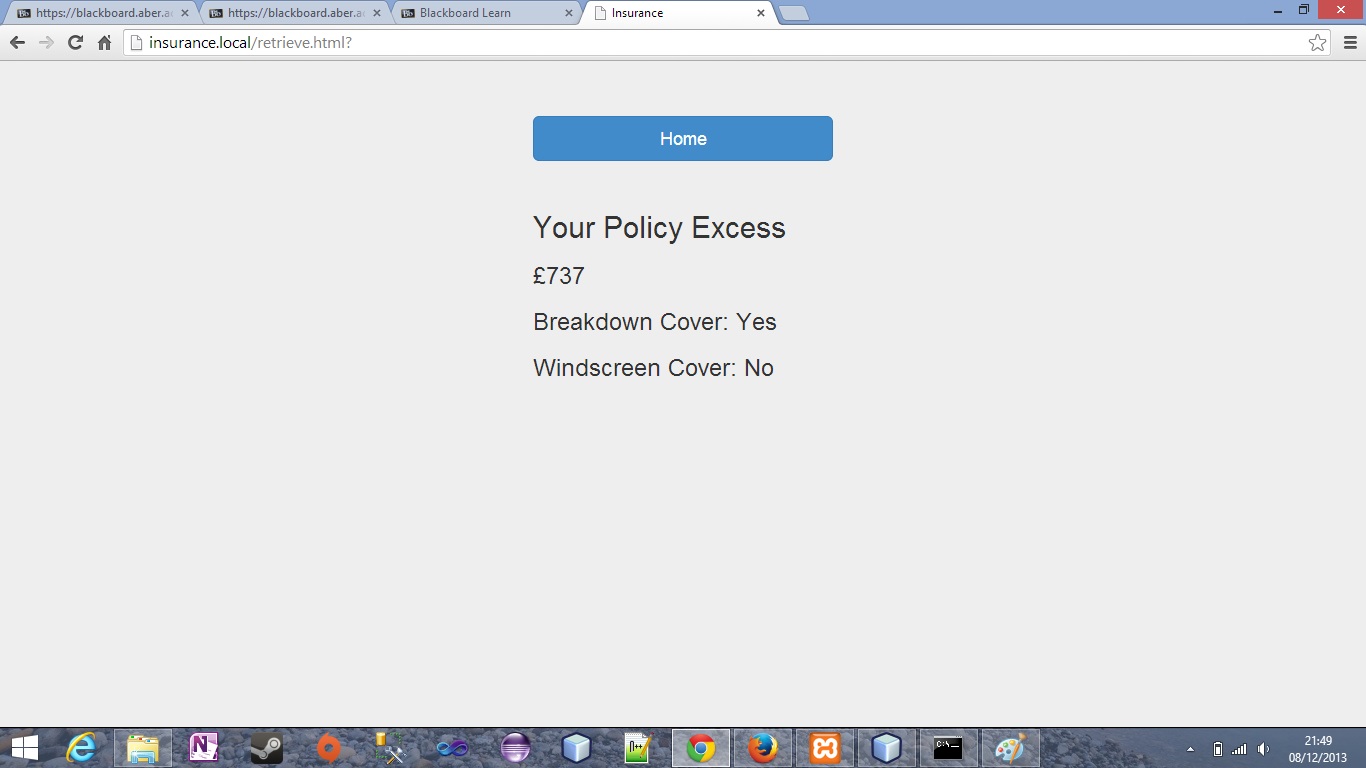 https://blackboard.aber.ac
https://blackboard.aber.ac
Blackboard Learn
Insurance
insurance.local/retrieve.html?
Home
Your Policy Excess
£737
Breakdown Cover: Yes
Windscreen Cover: No
21:49
08/12/2013